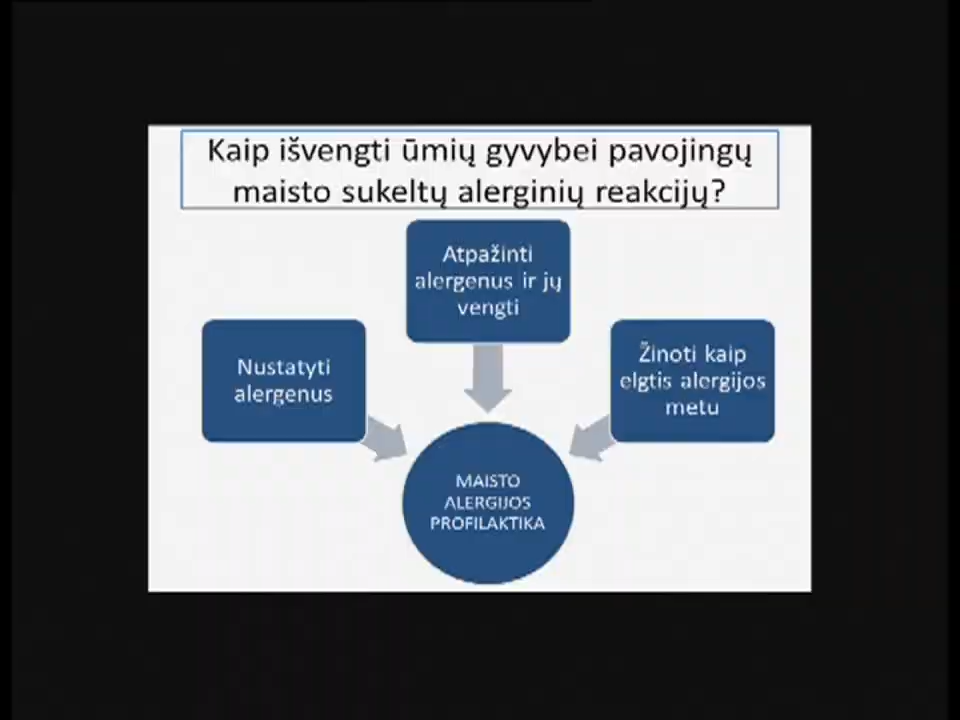 Kaip išvengti ūmių gyvybei pavojingų
maisto sukeltų alerginių reakcijų?
Atpažinti
alergenus ir jų
vengti
Nustatyti
alergenus
Žinoti kaip
elgtis alergijos
metu
MAISTO
ALERGIJOS
PROFILAKTIKA